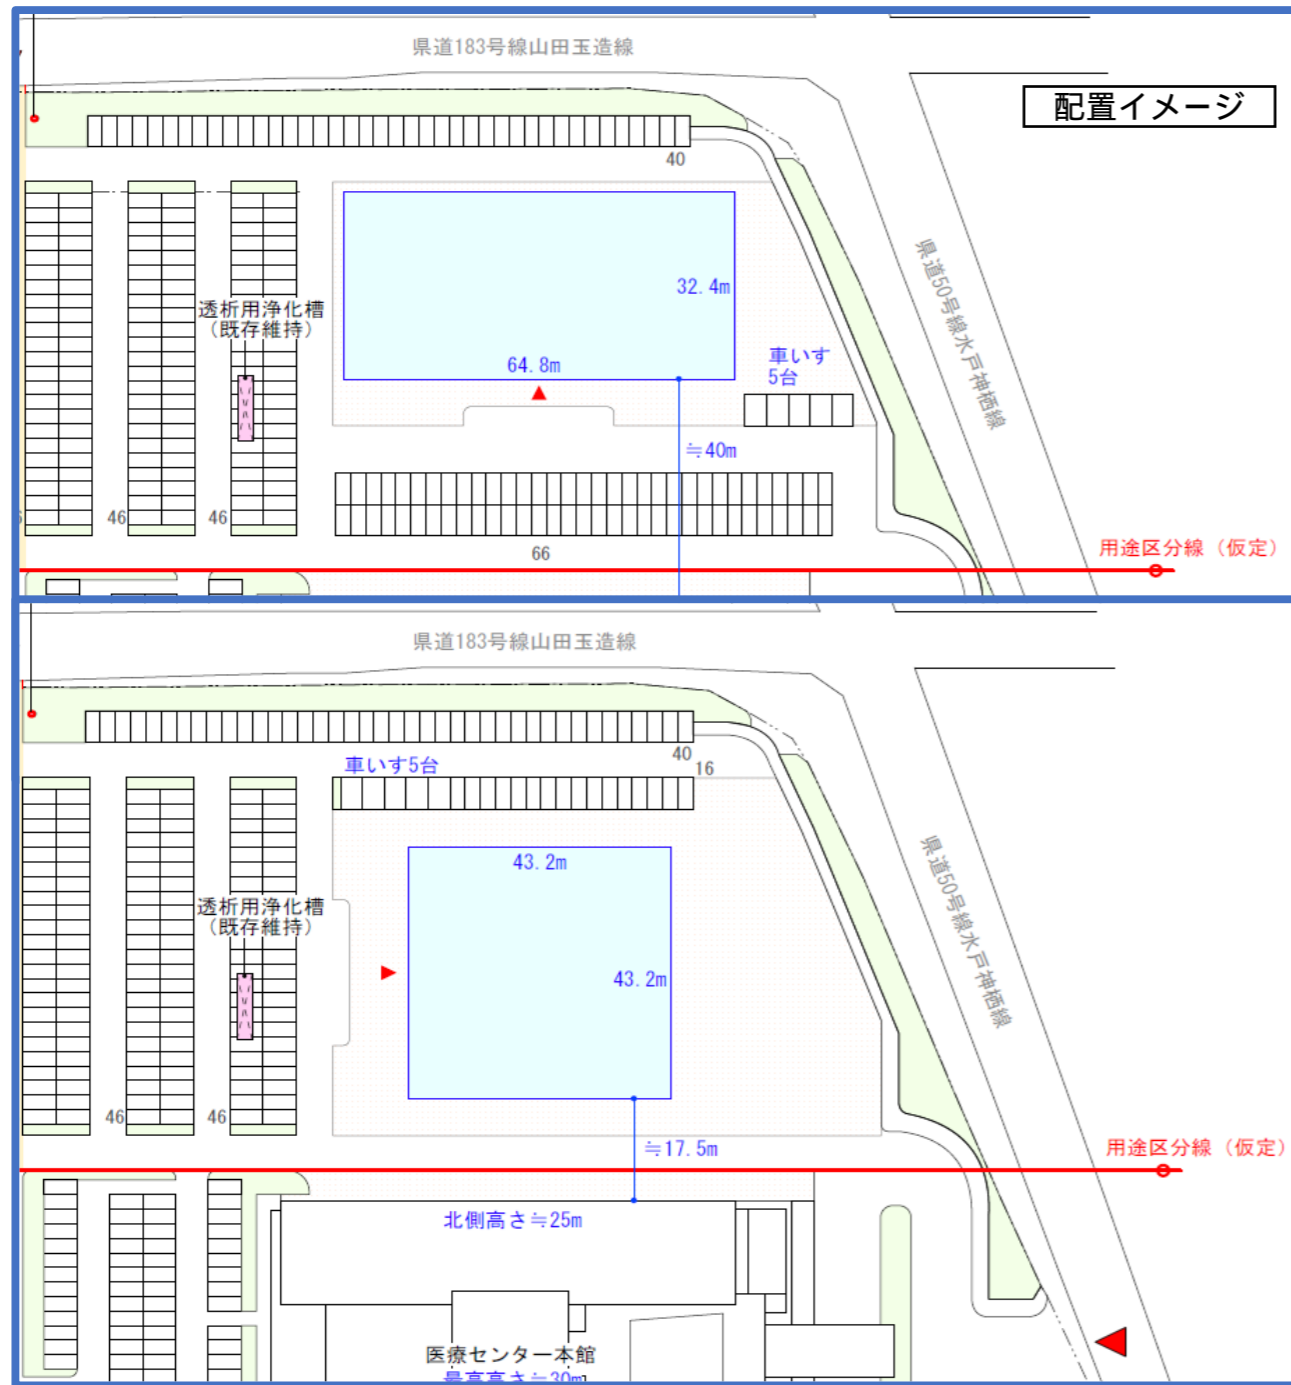 県道183号線山田玉造線
配置イメージ
40
県道50号線水戸神栖線
32.4m
透析用浄化槽
（既存維持）
64.8m
車いす
5台
≒40m
46
46
66
用途区分線（仮定）
県道183号線山田玉造線
40
16
車いす5台
県道50号線水戸神栖線
43.2m
透析用浄化槽
（既存維持）
43.2m
46
46
≒17.5m
用途区分線（仮定）
北側高さ≒25m
医療センター本館
最高高さ≒30m